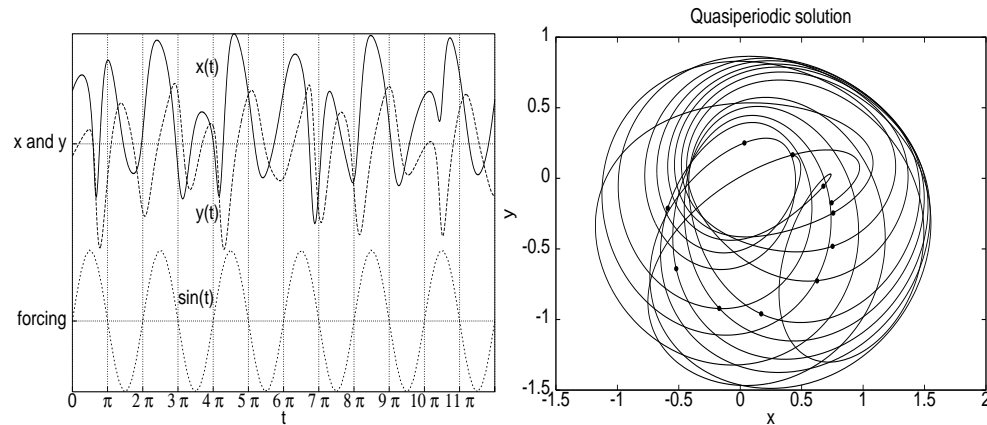 x(t)
x and y
y(t)
sin(t)
forcing
0 π 2 π 3 π 4 π 5 π 6 π 7 π 8 π 9 π 10 π 11 π
t
Quasiperiodic solution
1
0.5
0
-0.5
-1
-1.5
y
-1.5 -1 -0.5 0 0.5 1 1.5 2
x